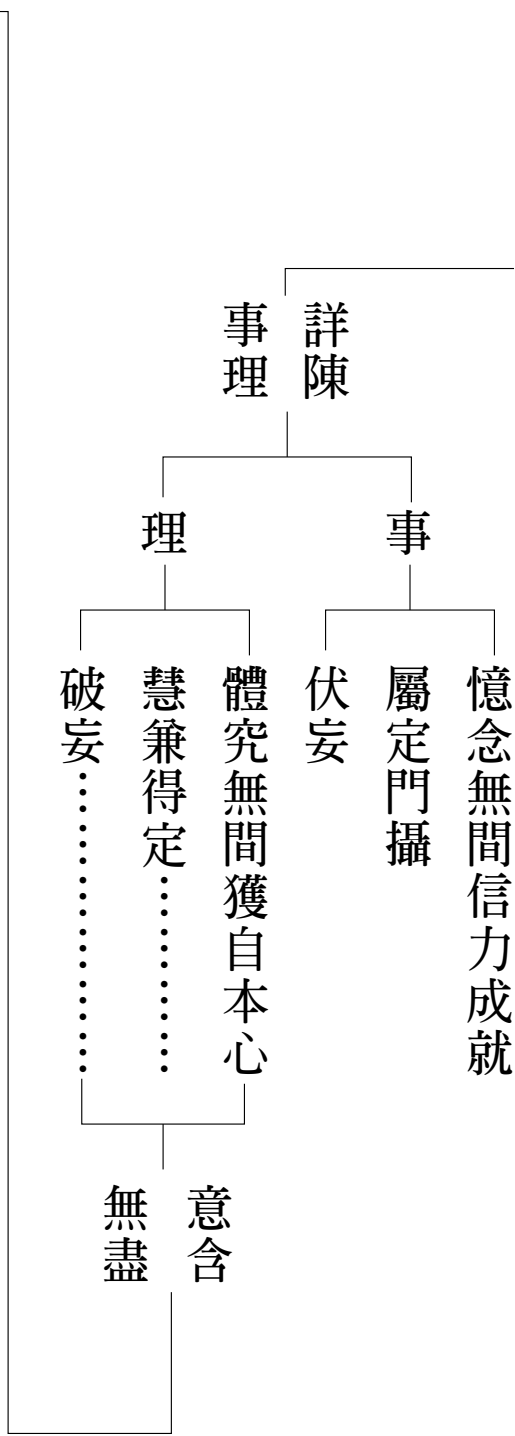 詳陳
事理
事
憶念無間信力成就
屬定門攝
伏妄
理
體究無間獲自本心
慧兼得定…………
破妄………………
意含
無盡